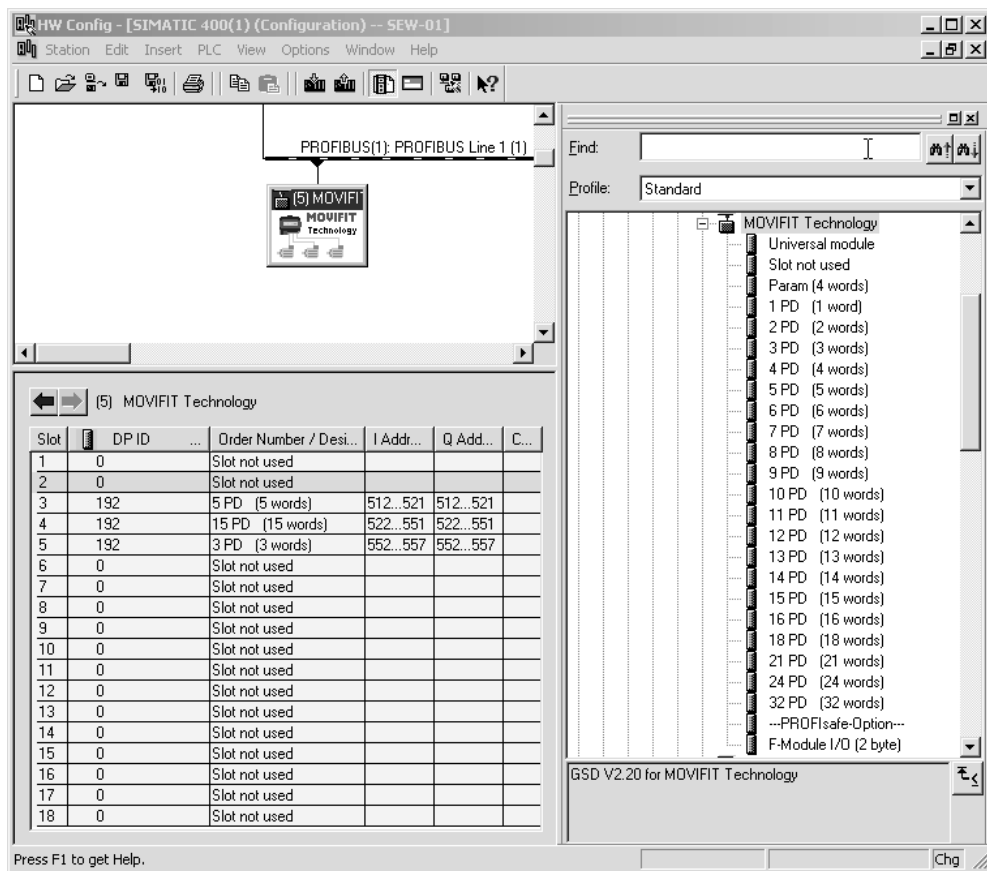 HW Config - [SIMATIC 400(1) (Configuration) -- SEW-01]
Station Edit Insert PLC View Options Window Help
PROFIBUS(1): PROFIBUS Line 1 (1)
(5) MOVIFI
MOVIFIT
Technology
Find:
Profile: Standard
MOVIFIT Technology
Universal module
Slot not used
Param (4 words)
1 PD (1 word)
2 PD (2 words)
3 PD (3 words)
4 PD (4 words)
5 PD (5 words)
6 PD (6 words)
7 PD (7 words)
8 PD (8 words)
9 PD (9 words)
10 PD (10 words)
11 PD (11 words)
12 PD (12 words)
13 PD (13 words)
14 PD (14 words)
15 PD (15 words)
16 PD (16 words)
18 PD (18 words)
21 PD (21 words)
24 PD (24 words)
32 PD (32 words)
---PROFIsafe-Option---
F-Module I/O (2 byte)
GSD V2.20 for MOVIFIT Technology
(5) MOVIFIT Technology
Slot DP ID ... Order Number / Desi... I Addr... Q Add... C...
1 0 Slot not used
2 0 Slot not used
3 192 5 PD (5 words) 512...521 512...521
4 192 15 PD (15 words) 522...551 522...551
5 192 3 PD (3 words) 552...557 552...557
6 0 Slot not used
7 0 Slot not used
8 0 Slot not used
9 0 Slot not used
10 0 Slot not used
11 0 Slot not used
12 0 Slot not used
13 0 Slot not used
14 0 Slot not used
15 0 Slot not used
16 0 Slot not used
17 0 Slot not used
18 0 Slot not used
Press F1 to get Help.
Chg